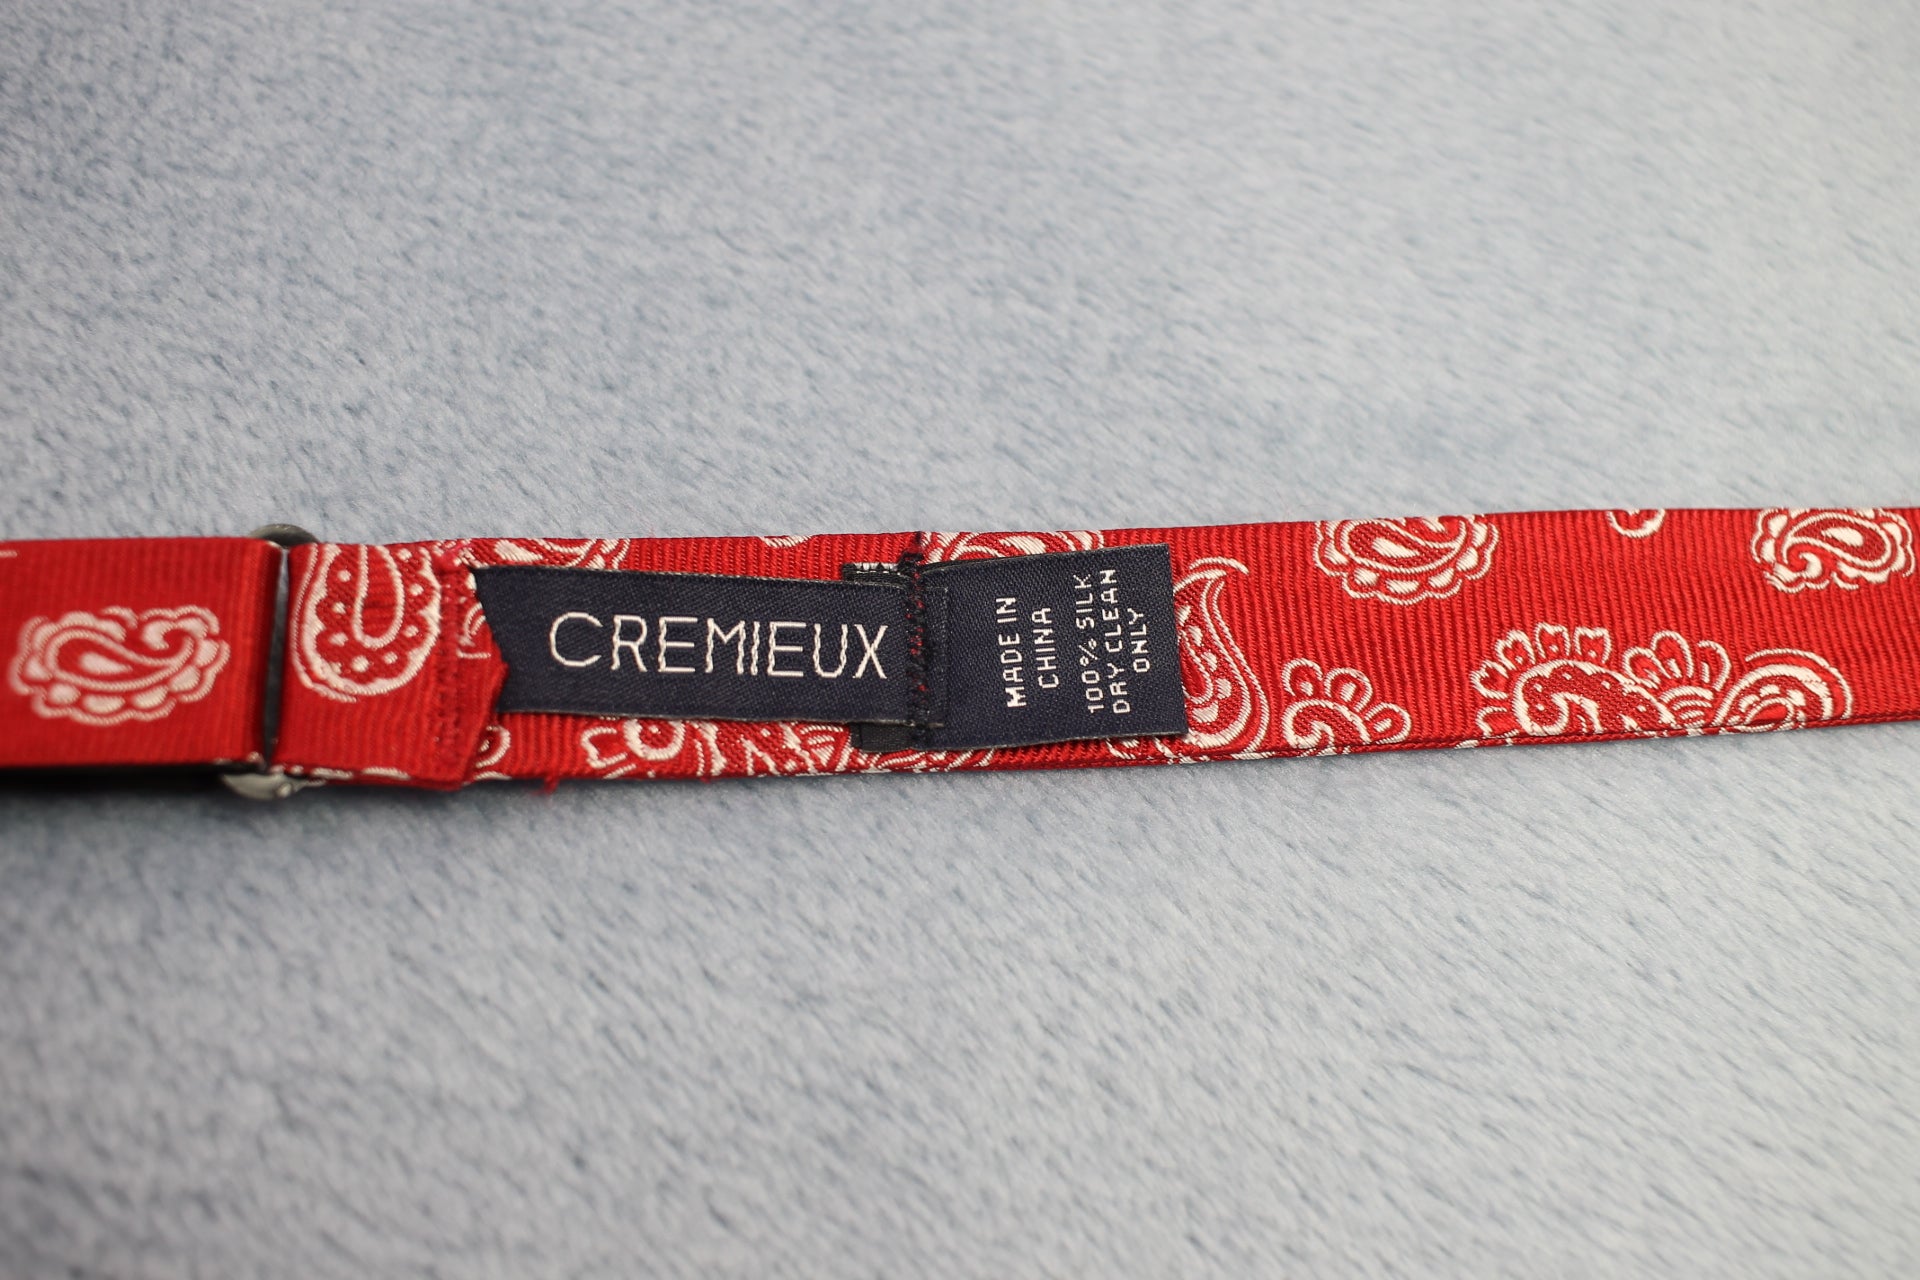 CREMIEUX
MADE IN
CHINA
100% SILK
DRY CLEAN
ONLY